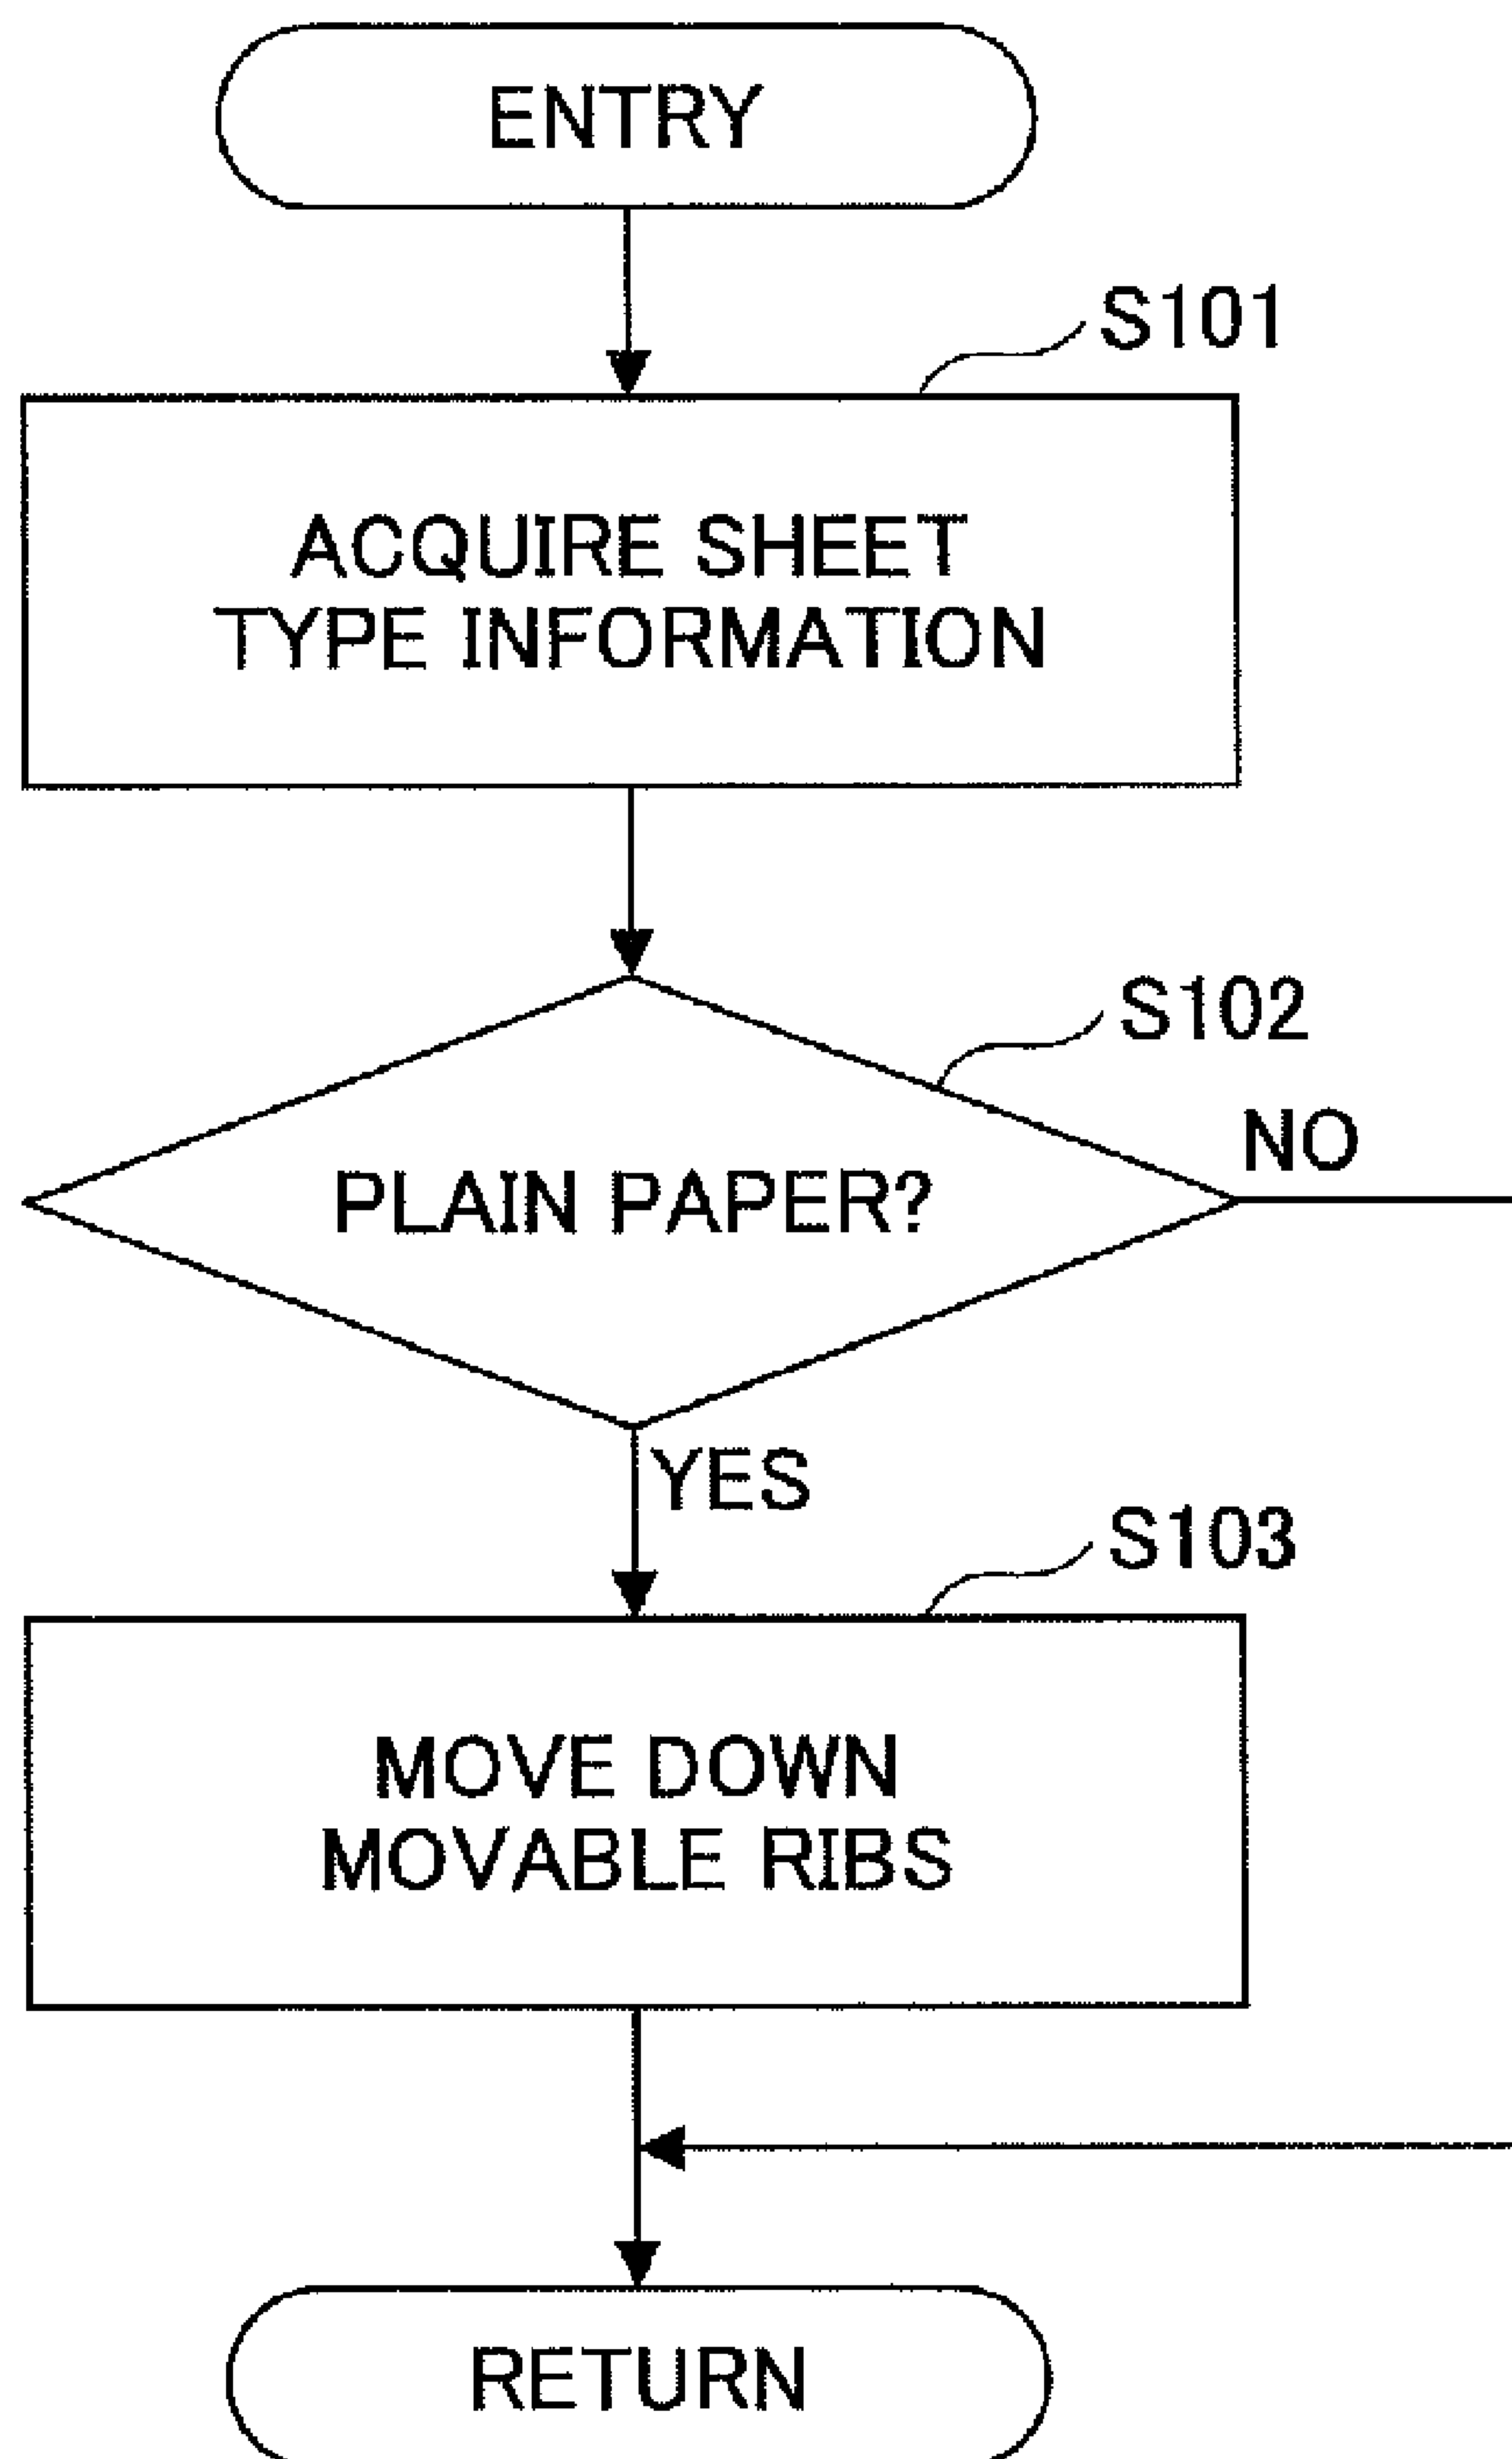 ENTRY
S101
ACQUIRE SHEET
TYPE INFORMATION
S102
NO
PLAIN PAPER?
YES
S103
MOVE DOWN
MOVABLE RIBS
RETURN